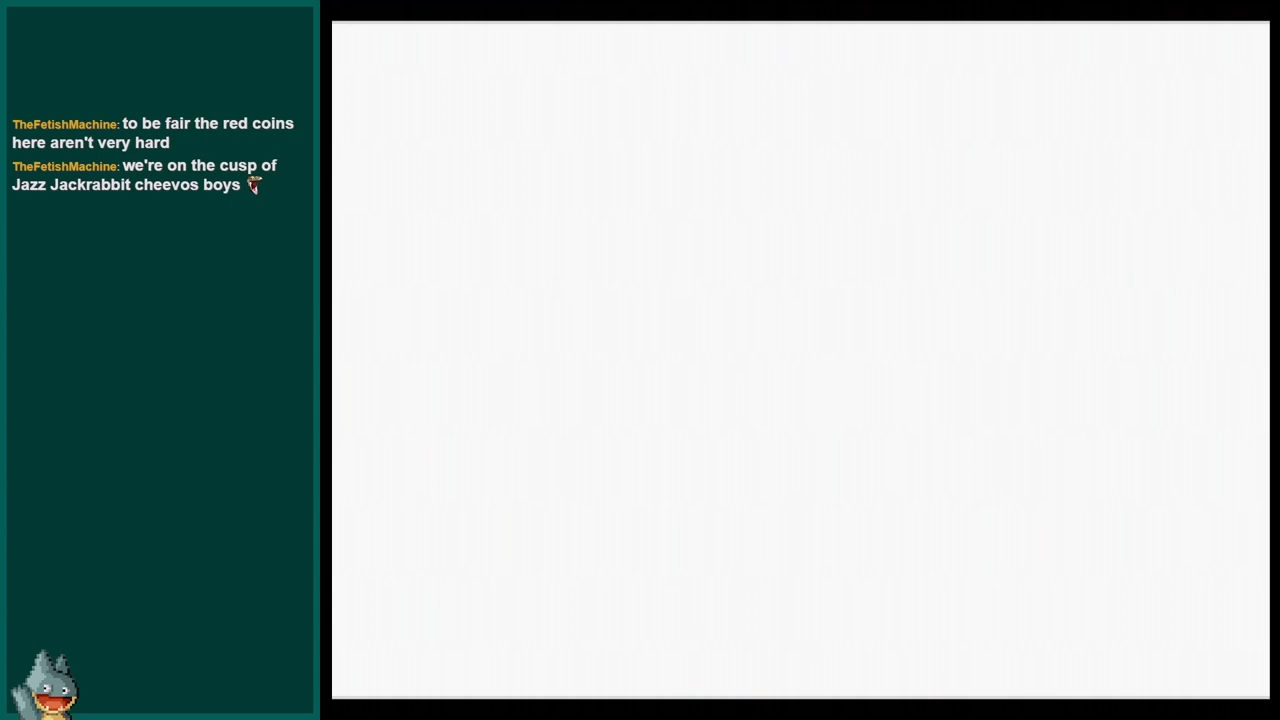 TheFetishMachine: to be fair the red coins
here aren't very hard
TheFetishMachine: we're on the cusp of
Jazz Jackrabbit cheevos boys